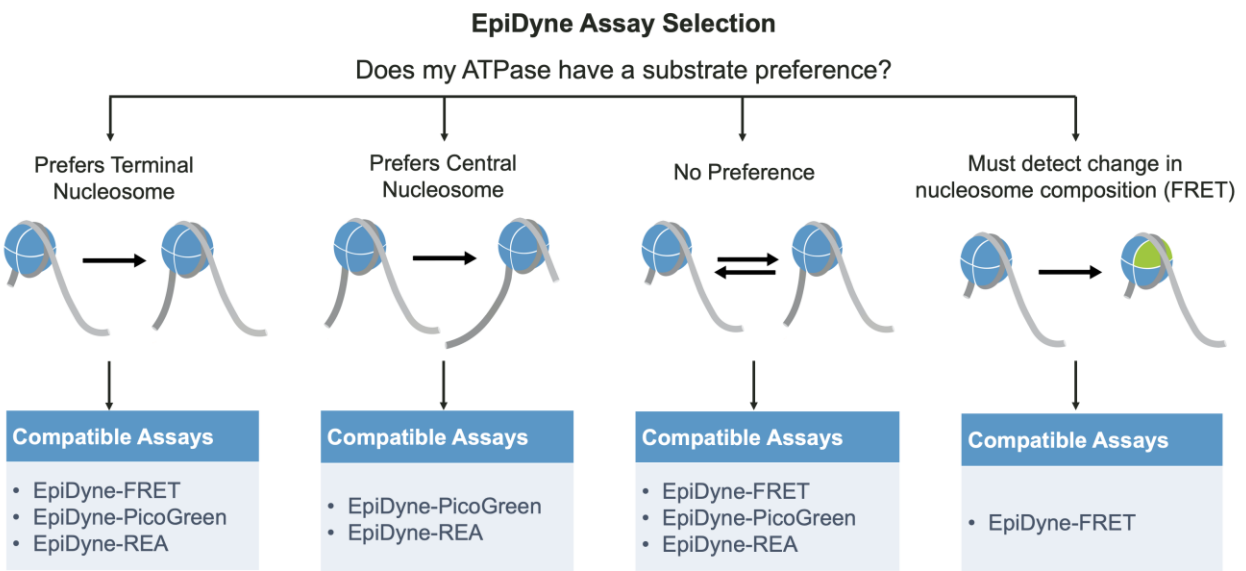 EpiDyne Assay Selection
Does my ATPase have a substrate preference?
Prefers Terminal
Nucleosome
Prefers Central
Nucleosome
No Preference
Must detect change in
nucleosome composition (FRET)
Compatible Assays
• EpiDyne-FRET
• EpiDyne-PicoGreen
• EpiDyne-REA
Compatible Assays
• EpiDyne-PicoGreen
• EpiDyne-REA
Compatible Assays
• EpiDyne-FRET
• EpiDyne-PicoGreen
• EpiDyne-REA
Compatible Assays
• EpiDyne-FRET